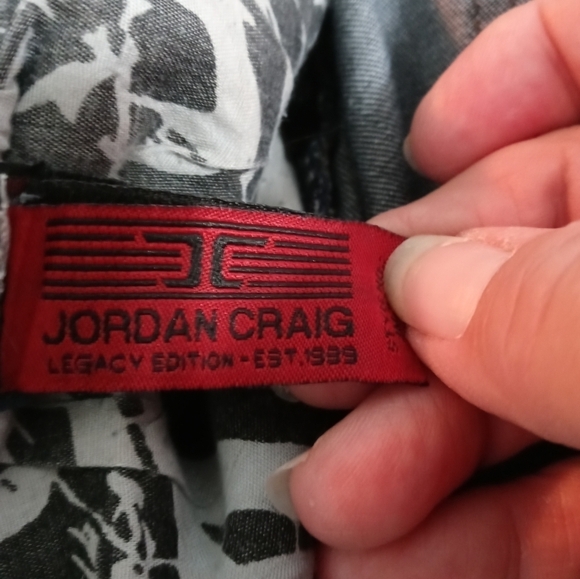 JORDAN CRAIG
LEGACY EDITION - EST. 1999